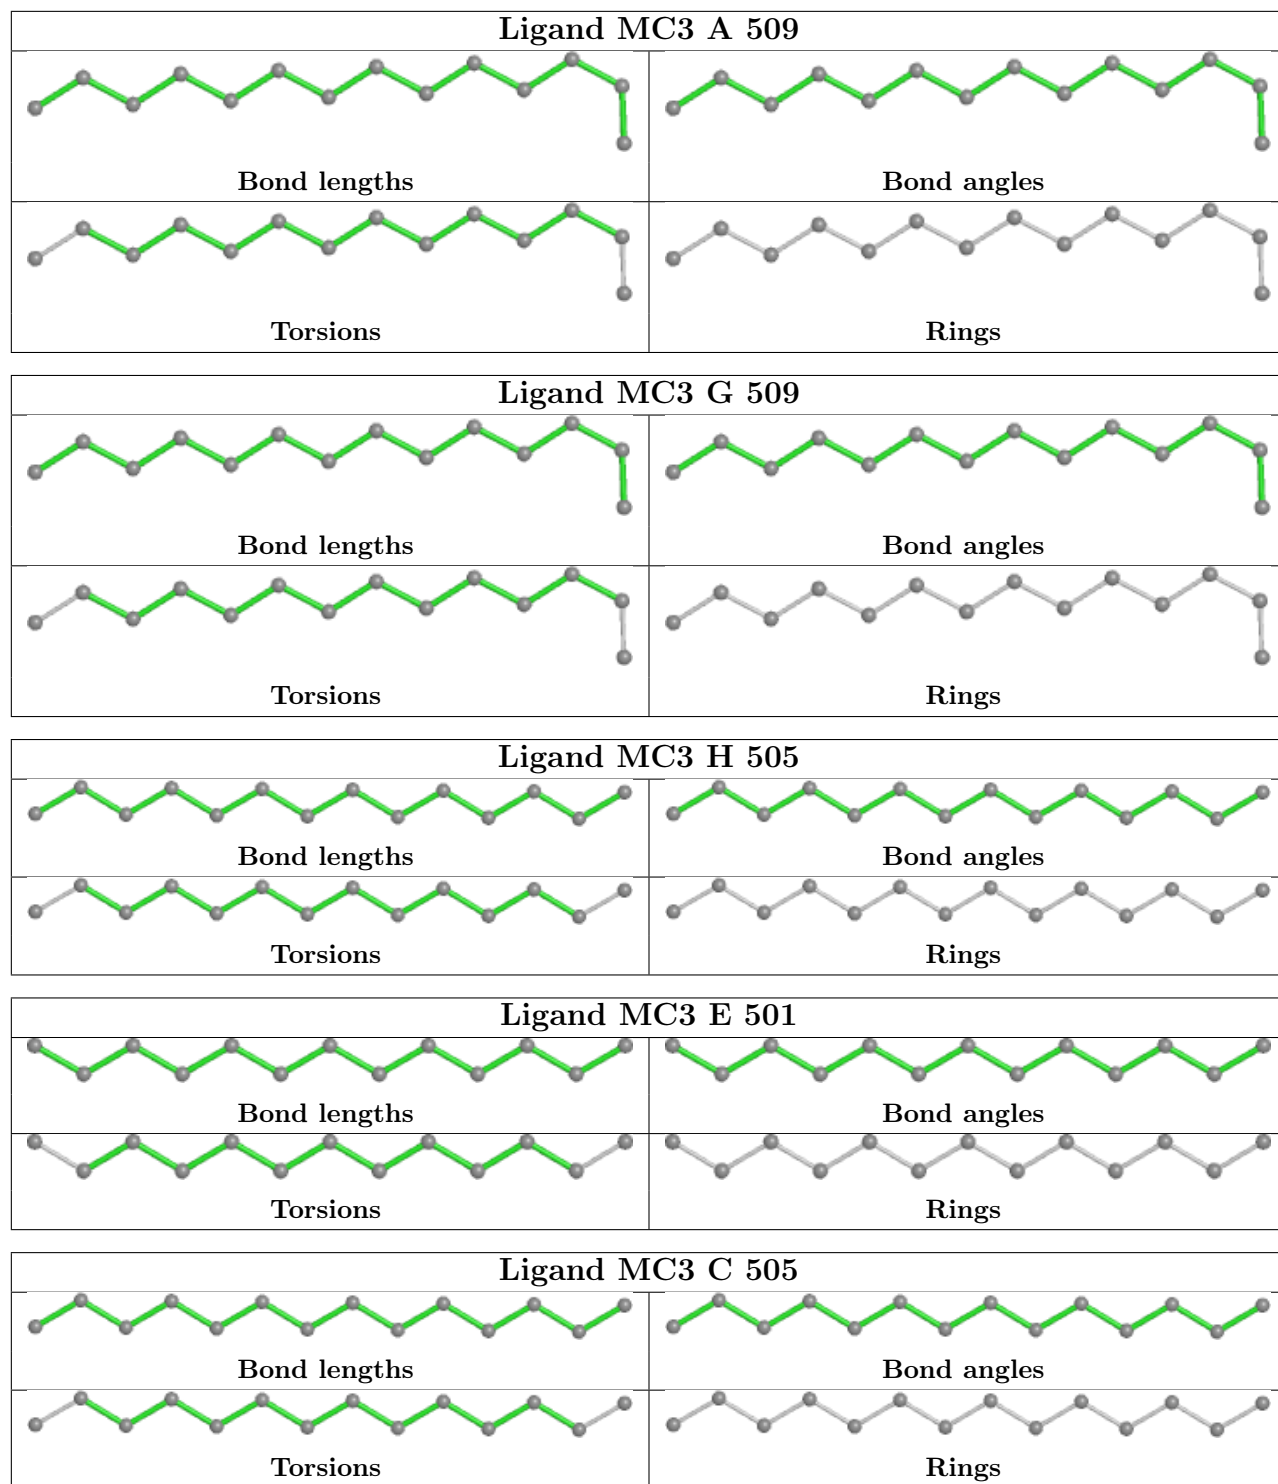 Ligand MC3 A 509
Bond lengths
Bond angles
Torsions
Rings
Ligand MC3 G 509
Bond lengths
Bond angles
Torsions
Rings
Ligand MC3 H 505
Bond lengths
Bond angles
Torsions
Rings
Ligand MC3 E 501
Bond lengths
Bond angles
Torsions
Rings
Ligand MC3 C 505
Bond lengths
Bond angles
Torsions
Rings